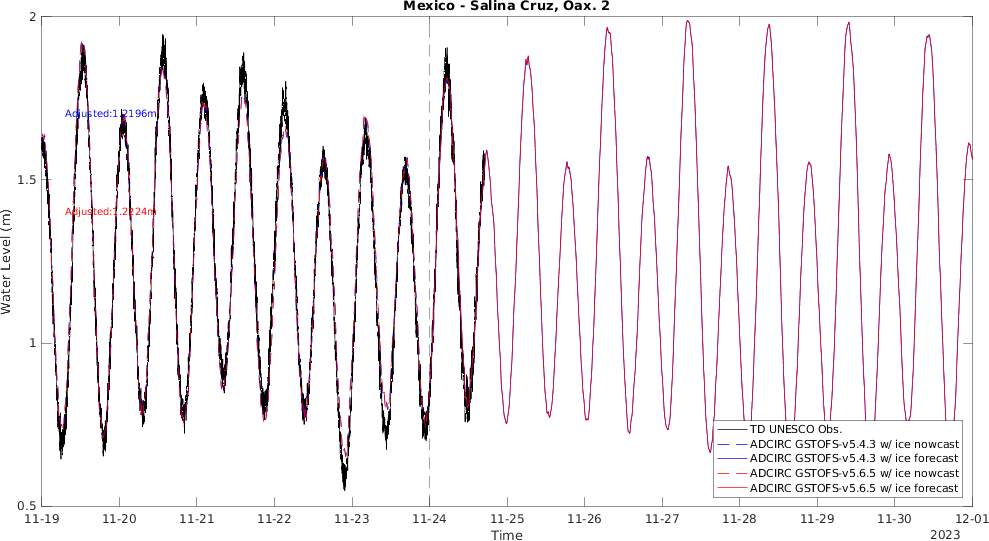 Mexico - Salina Cruz, Oax. 2
2
1.5
1
0.5
Water Level (m)
Adjusted:1.2196m
Adjusted:1.2224m
TD UNESCO Obs.
ADCIRC GSTOFS-v5.4.3 w/ ice nowcast
ADCIRC GSTOFS-v5.4.3 w/ ice forecast
ADCIRC GSTOFS-v5.6.5 w/ ice nowcast
ADCIRC GSTOFS-v5.6.5 w/ ice forecast
11-19 11-20 11-21 11-22 11-23 11-24 11-25 11-26 11-27 11-28 11-29 11-30 12-01
Time
2023